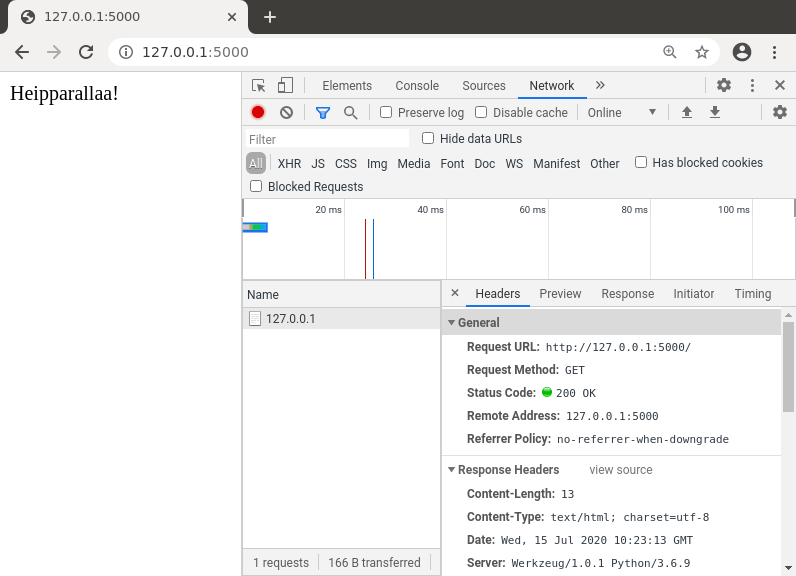 127.0.0.1:5000
127.0.0.1:5000
Heipparallaa!
Elements Console Sources Network
Preserve log Disable cache Online
Filter Hide data URLs
All XHR JS CSS Img Media Font Doc WS Manifest Other Has blocked cookies
Blocked Requests
20 ms 40 ms 60 ms 80 ms 100 ms
Name
127.0.0.1
1 requests 166 B transferred
Headers Preview Response Initiator Timing
General
Request URL: http://127.0.0.1:5000/
Request Method: GET
Status Code: 200 OK
Remote Address: 127.0.0.1:5000
Referrer Policy: no-referrer-when-downgrade
Response Headers view source
Content-Length: 13
Content-Type: text/html; charset=utf-8
Date: Wed, 15 Jul 2020 10:23:13 GMT
Server: Werkzeug/1.0.1 Python/3.6.9